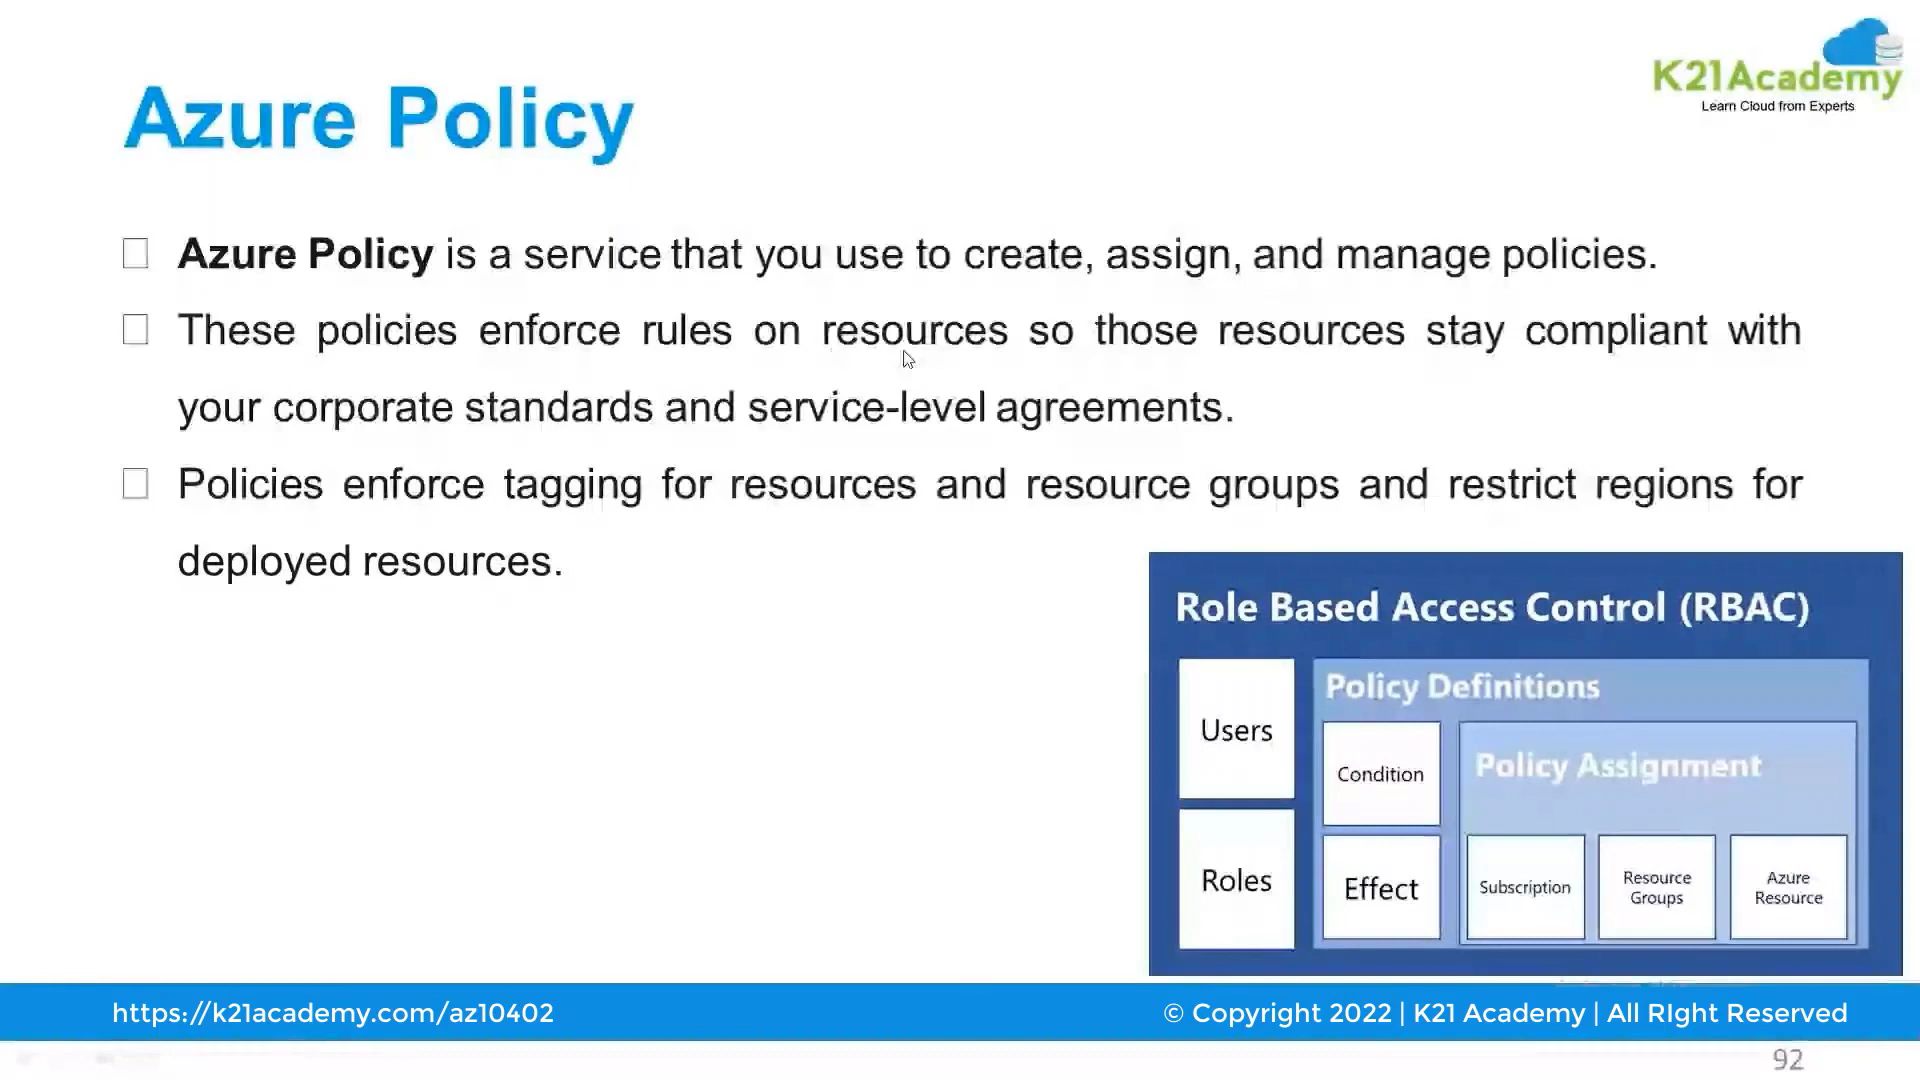 K21Academy
Learn Cloud from Experts
Azure Policy
Azure Policy is a service that you use to create, assign, and manage policies.
These policies enforce rules on resources so those resources stay compliant with
your corporate standards and service-level agreements.
Policies enforce tagging for resources and resource groups and restrict regions for
deployed resources.
Role Based Access Control (RBAC)
Policy Definitions
Users
Condition
Policy Assignment
Roles
Effect
Subscription
Resource
Groups
Azure
Resource
https://k21academy.com/az10402
© Copyright 2022 | K21 Academy | All RIght Reserved
92